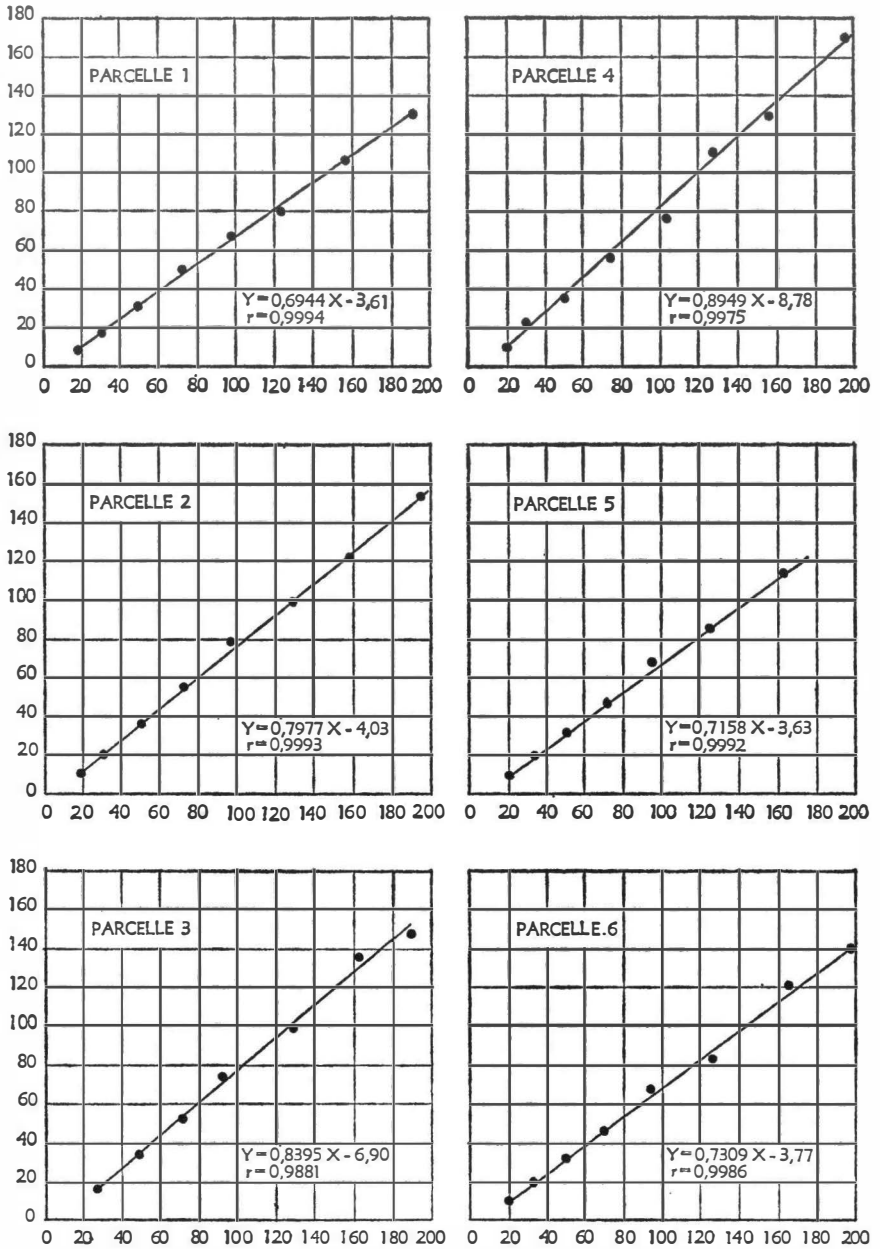 180
160
140
120
100
80
60
40
20
0
PARCELLE 1
Y=0,6944 X-3,61
r=0,9994
0 20 40 60 80 100 120 140 160 180 200
PARCELLE 4
Y=0,8949 X-8,78
r=0,9975
0 20 40 60 80 100 120 140 160 180 200
180
160
140
120
100
80
60
40
20
0
PARCELLE 2
Y=0,7977 X-4,03
r=0,9993
0 20 40 60 80 100 120 140 160 180 200
PARCELLE 5
Y=0,7158 X-3,63
r=0,9992
0 20 40 60 80 100 120 140 160 180 200
180
160
140
120
100
80
60
40
20
0
PARCELLE 3
Y=0,8395 X-6,90
r=0,9881
0 20 40 60 80 100 120 140 160 180 200
PARCELLE.6
Y=0,7309 X-3,77
r=0,9986
0 20 40 60 80 100 120 140 160 180 200